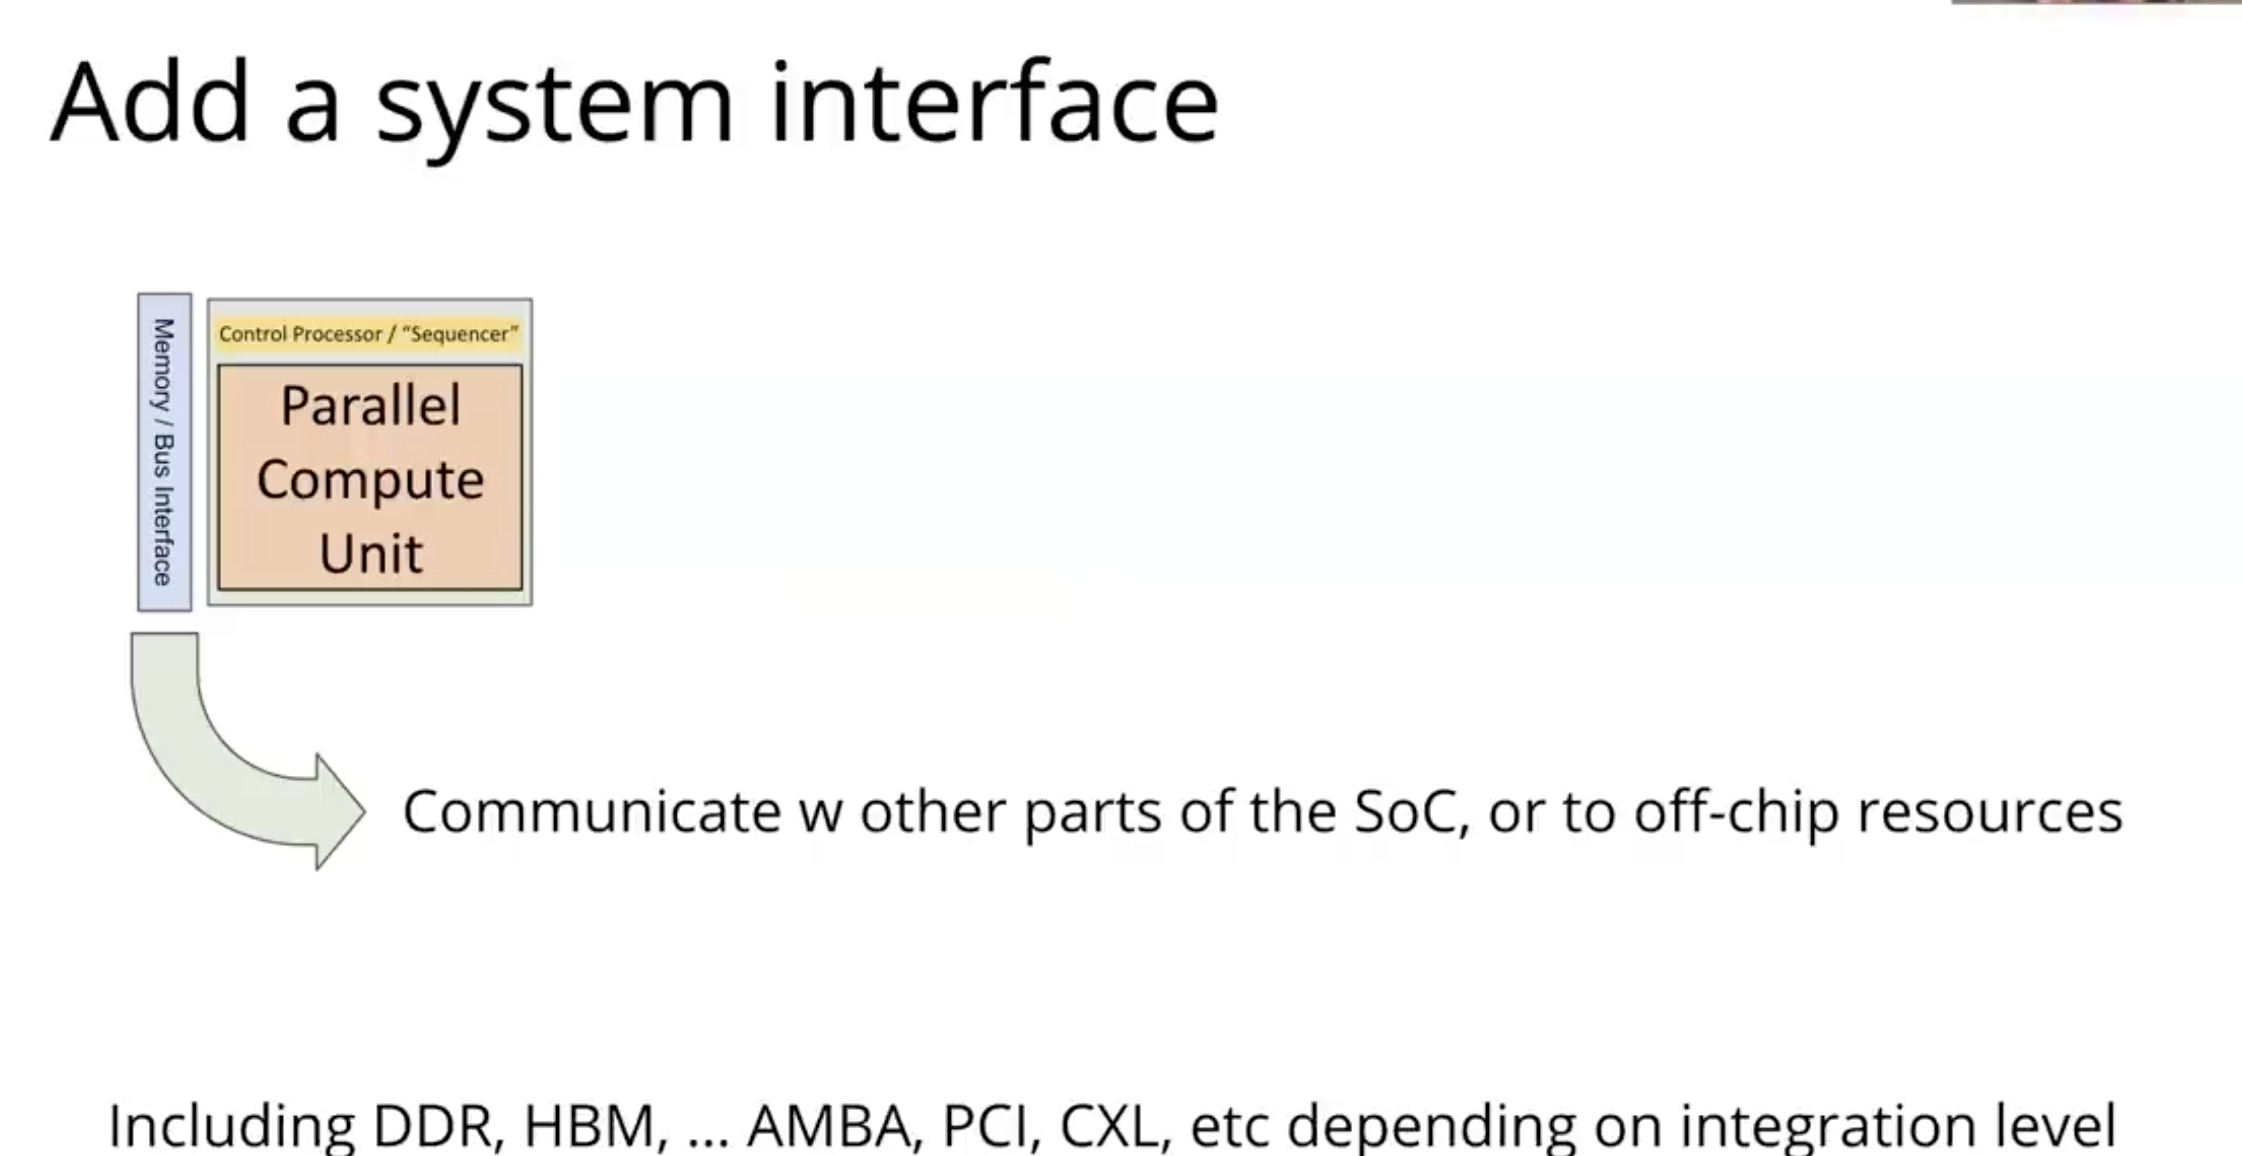 Add a system interface
Memory / Bus Interface
Control Processor / “Sequencer”
Parallel
Compute
Unit
Communicate w other parts of the SoC, or to off-chip resources
Including DDR, HBM, ... AMBA, PCI, CXL, etc depending on integration level